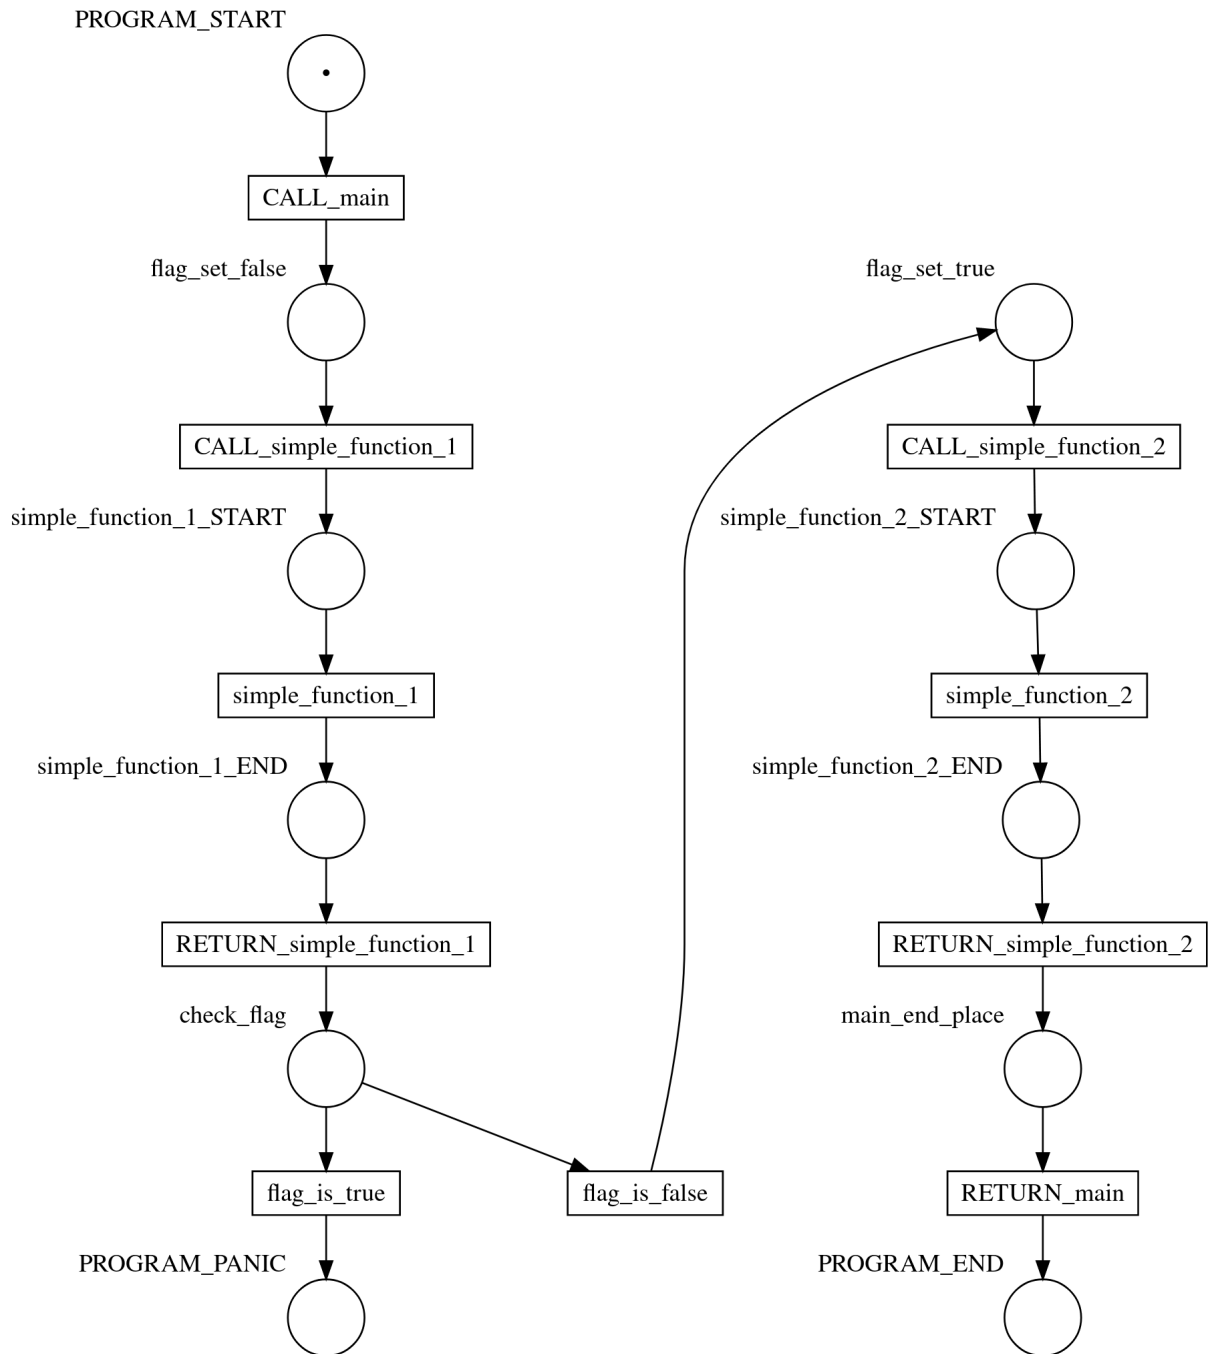 PROGRAM_START
CALL_main
flag_set_false
CALL_simple_function_1
simple_function_1_START
simple_function_1
simple_function_1_END
RETURN_simple_function_1
check_flag
flag_is_true
flag_is_false
PROGRAM_PANIC
flag_set_true
CALL_simple_function_2
simple_function_2_START
simple_function_2
simple_function_2_END
RETURN_simple_function_2
main_end_place
RETURN_main
PROGRAM_END